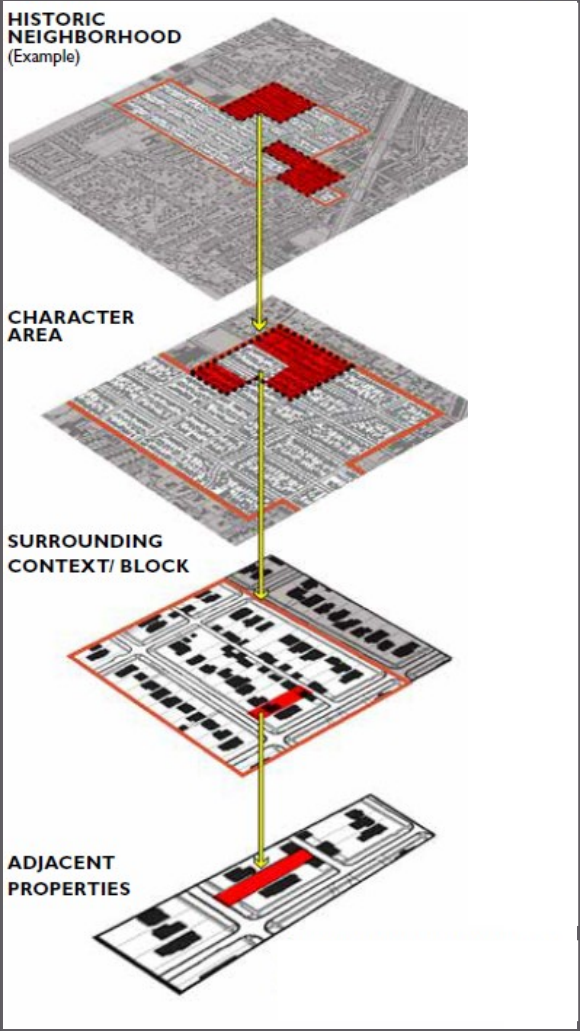 HISTORIC
NEIGHBORHOOD
(Example)
CHARACTER
AREA
SURROUNDING
CONTEXT/ BLOCK
ADJACENT
PROPERTIES